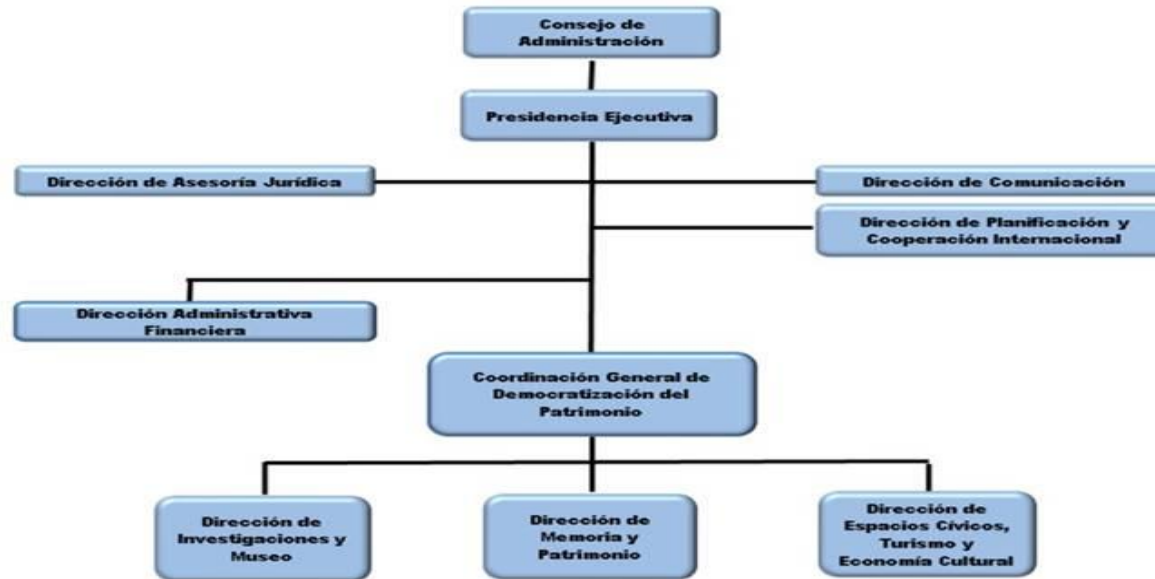 Consejo de
Administración
Presidencia Ejecutiva
Dirección de Asesoría Jurídica
Dirección de Comunicación
Dirección de Planificación y
Cooperación Internacional
Dirección Administrativa
Financiera
Coordinación General de
Democratización del
Patrimonio
Dirección de
Investigaciones y
Museo
Dirección de
Memoria y
Patrimonio
Dirección de
Espacios Cívicos,
Turismo y
Economía Cultural